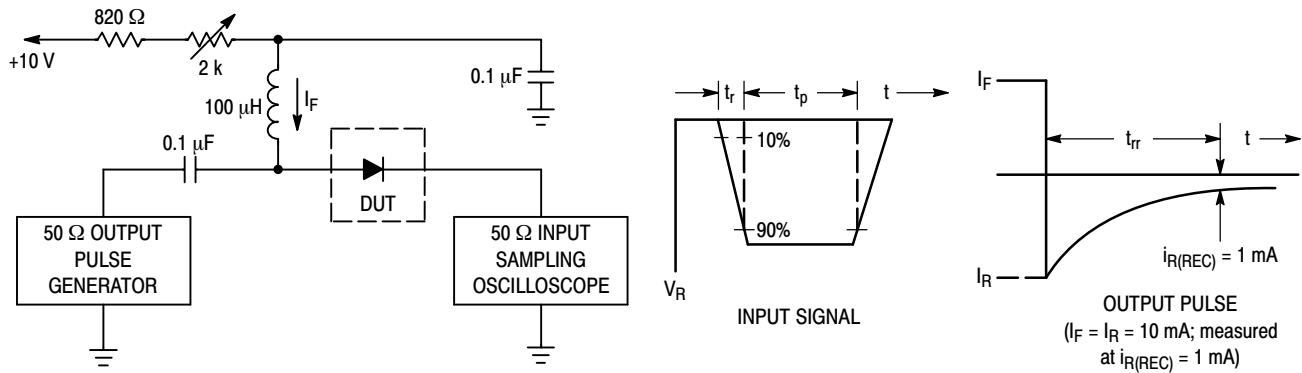 820 Ω
+10 V
2 k
100 μH
I_F
0.1 μF
0.1 μF
DUT
50 Ω OUTPUT
PULSE
GENERATOR
50 Ω INPUT
SAMPLING
OSCILLOSCOPE
t_r
t_p
t
10%
90%
V_R
INPUT SIGNAL
I_F
t_rr
t
I_R
i_R(REC) = 1 mA
OUTPUT PULSE
(I_F = I_R = 10 mA; measured
at i_R(REC) = 1 mA)